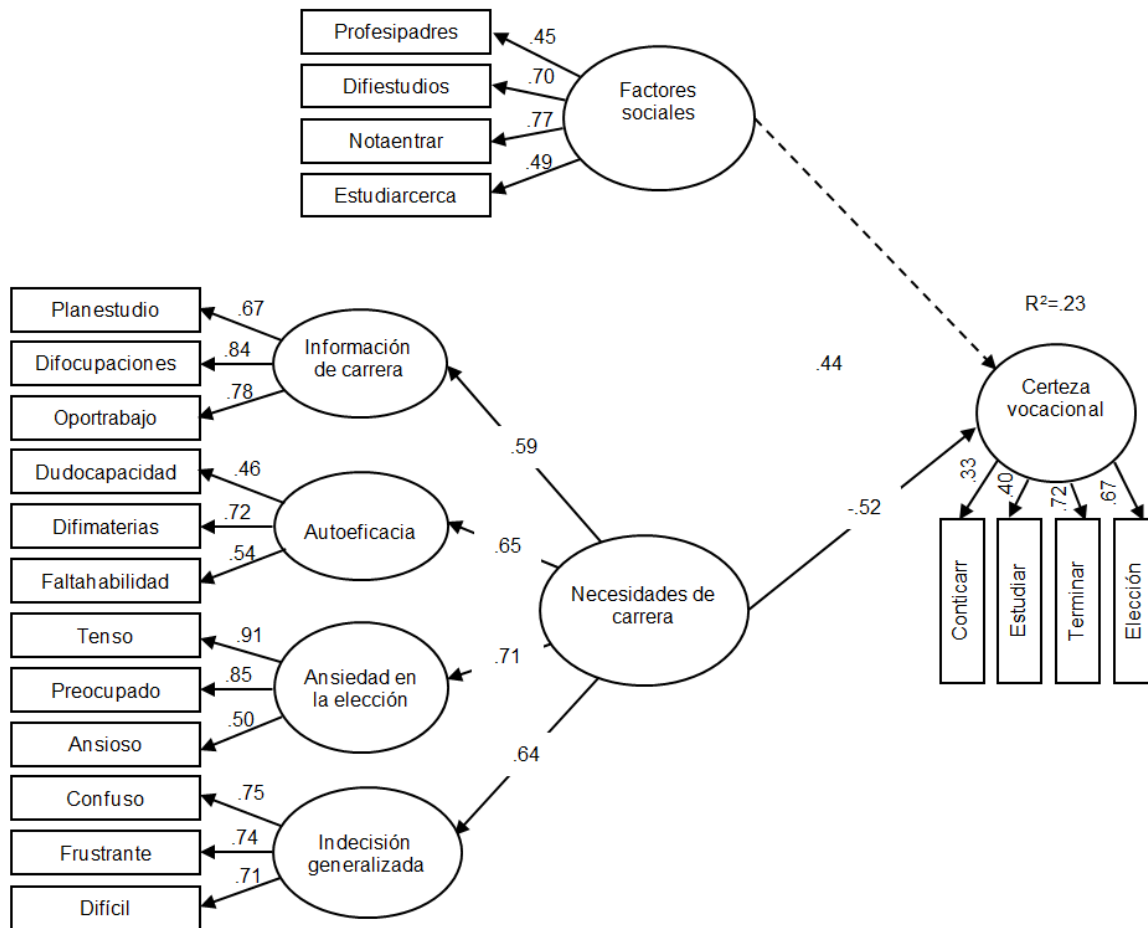 Profesipadres
.45
Difiestudios
.70
Notaentrar
.77
Estudiarcerca
.49
Factores
sociales
Planestudio
.67
Difocupaciones
.84
Oportrabajo
.78
Información
de carrera
Dudocapacidad
.46
Difimaterias
.72
Faltahabilidad
.54
Autoeficacia
Tenso
.91
Preocupado
.85
Ansioso
.50
Ansiedad en
la elección
Confuso
.75
Frustrante
.74
Difícil
.71
Indecisión
generalizada
.59
.65
.71
.64
Necesidades de
carrera
.44
-.52
R²=.23
Certeza
vocacional
.33
.40
.72
.67
Conticarr
Estudiar
Terminar
Elección